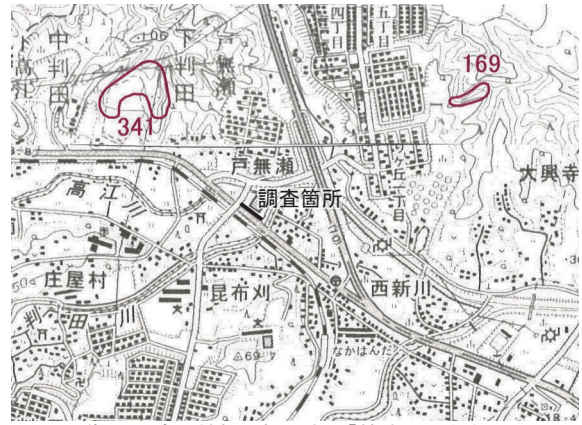 中判田
下判田
戸無瀬
106
341
169
四丁目
五丁目
戸無瀬
調査箇所
大興寺
高江川
庄屋村
昆布刈
西新川
判田川
なかはんだ
69